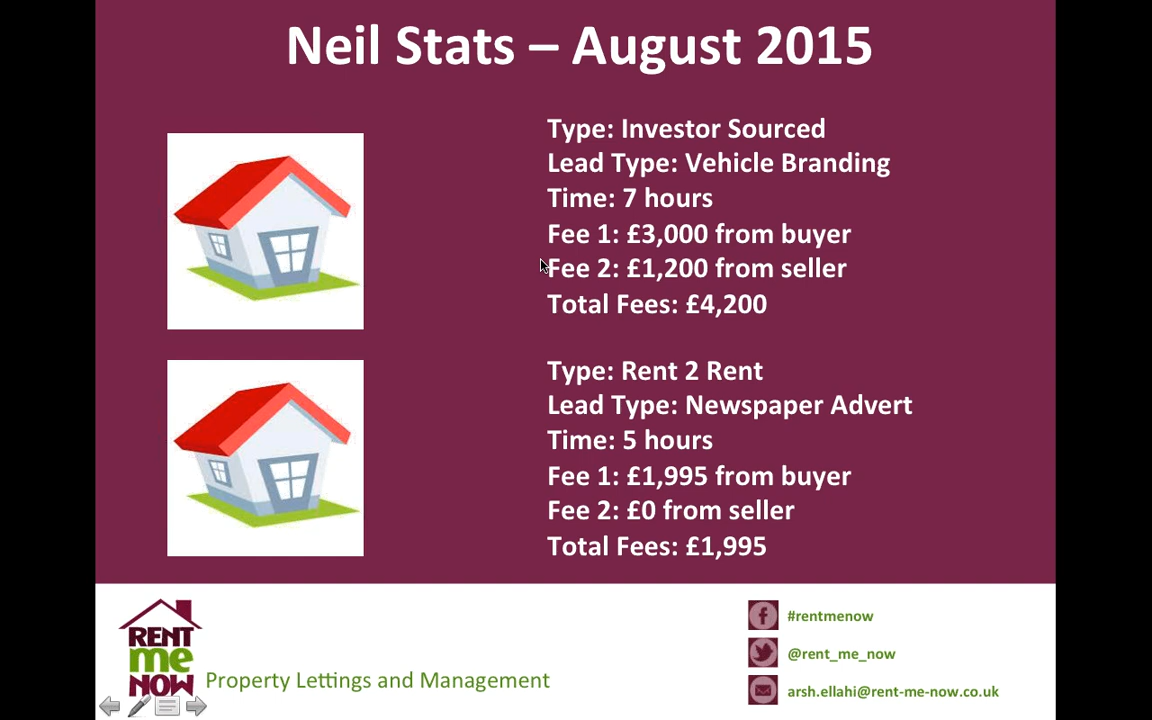 Neil Stats – August 2015
Type: Investor Sourced
Lead Type: Vehicle Branding
Time: 7 hours
Fee 1: £3,000 from buyer
Fee 2: £1,200 from seller
Total Fees: £4,200
Type: Rent 2 Rent
Lead Type: Newspaper Advert
Time: 5 hours
Fee 1: £1,995 from buyer
Fee 2: £0 from seller
Total Fees: £1,995
RENT
me
NOW
Property Lettings and Management
#rentmenow
@rent_me_now
arsh.ellahi@rent-me-now.co.uk